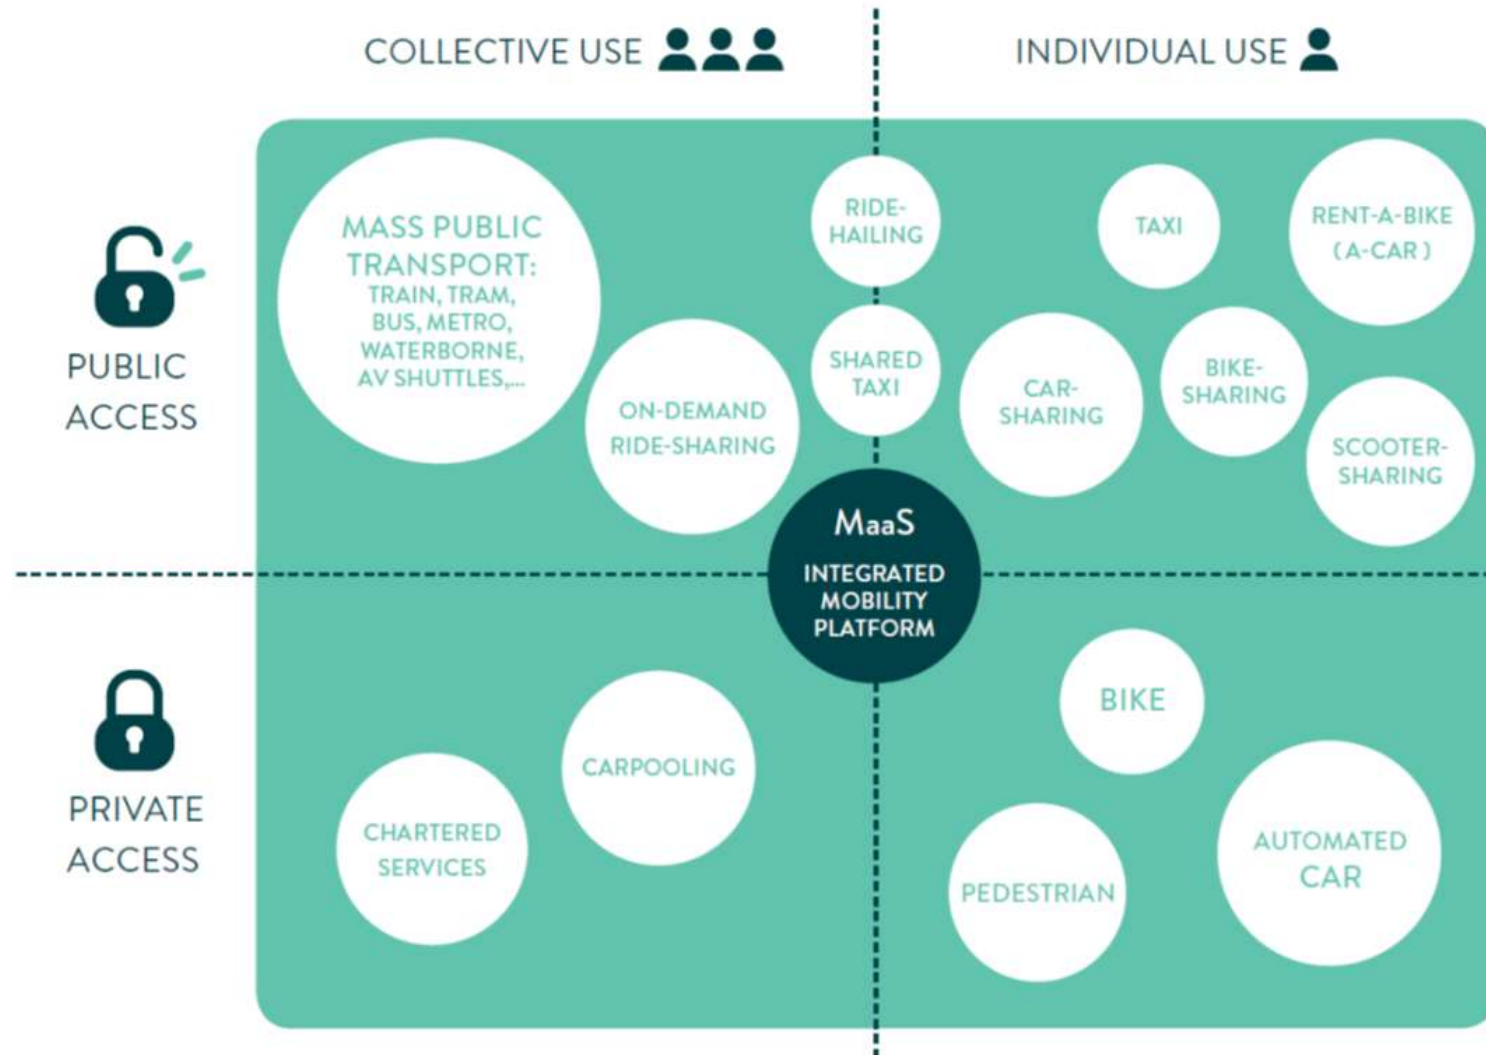 COLLECTIVE USE
INDIVIDUAL USE
PUBLIC
ACCESS
MASS PUBLIC
TRANSPORT:
TRAIN, TRAM,
BUS, METRO,
WATERBORNE,
AV SHUTTLES,...
ON-DEMAND
RIDE-SHARING
RIDE-
HAILING
SHARED
TAXI
TAXI
RENT-A-BIKE
( A-CAR )
CAR-
SHARING
BIKE-
SHARING
SCOOTER-
SHARING
MaaS
INTEGRATED
MOBILITY
PLATFORM
PRIVATE
ACCESS
CHARTERED
SERVICES
CARPOOLING
BIKE
PEDESTRIAN
AUTOMATED
CAR